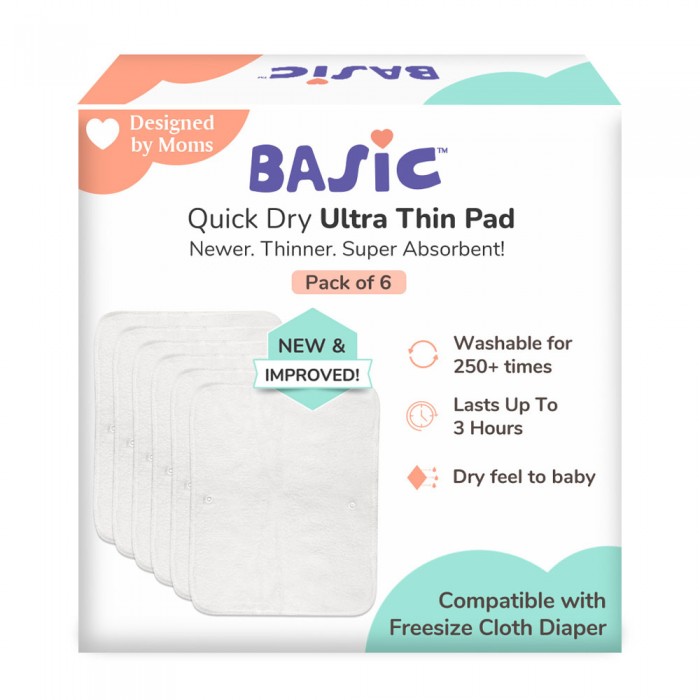 BASiC™
Designed
by Moms
BASiC™
Quick Dry Ultra Thin Pad
Newer. Thinner. Super Absorbent!
Pack of 6
NEW &
IMPROVED!
Washable for
250+ times
Lasts Up To
3 Hours
Dry feel to baby
Compatible with
Freesize Cloth Diaper